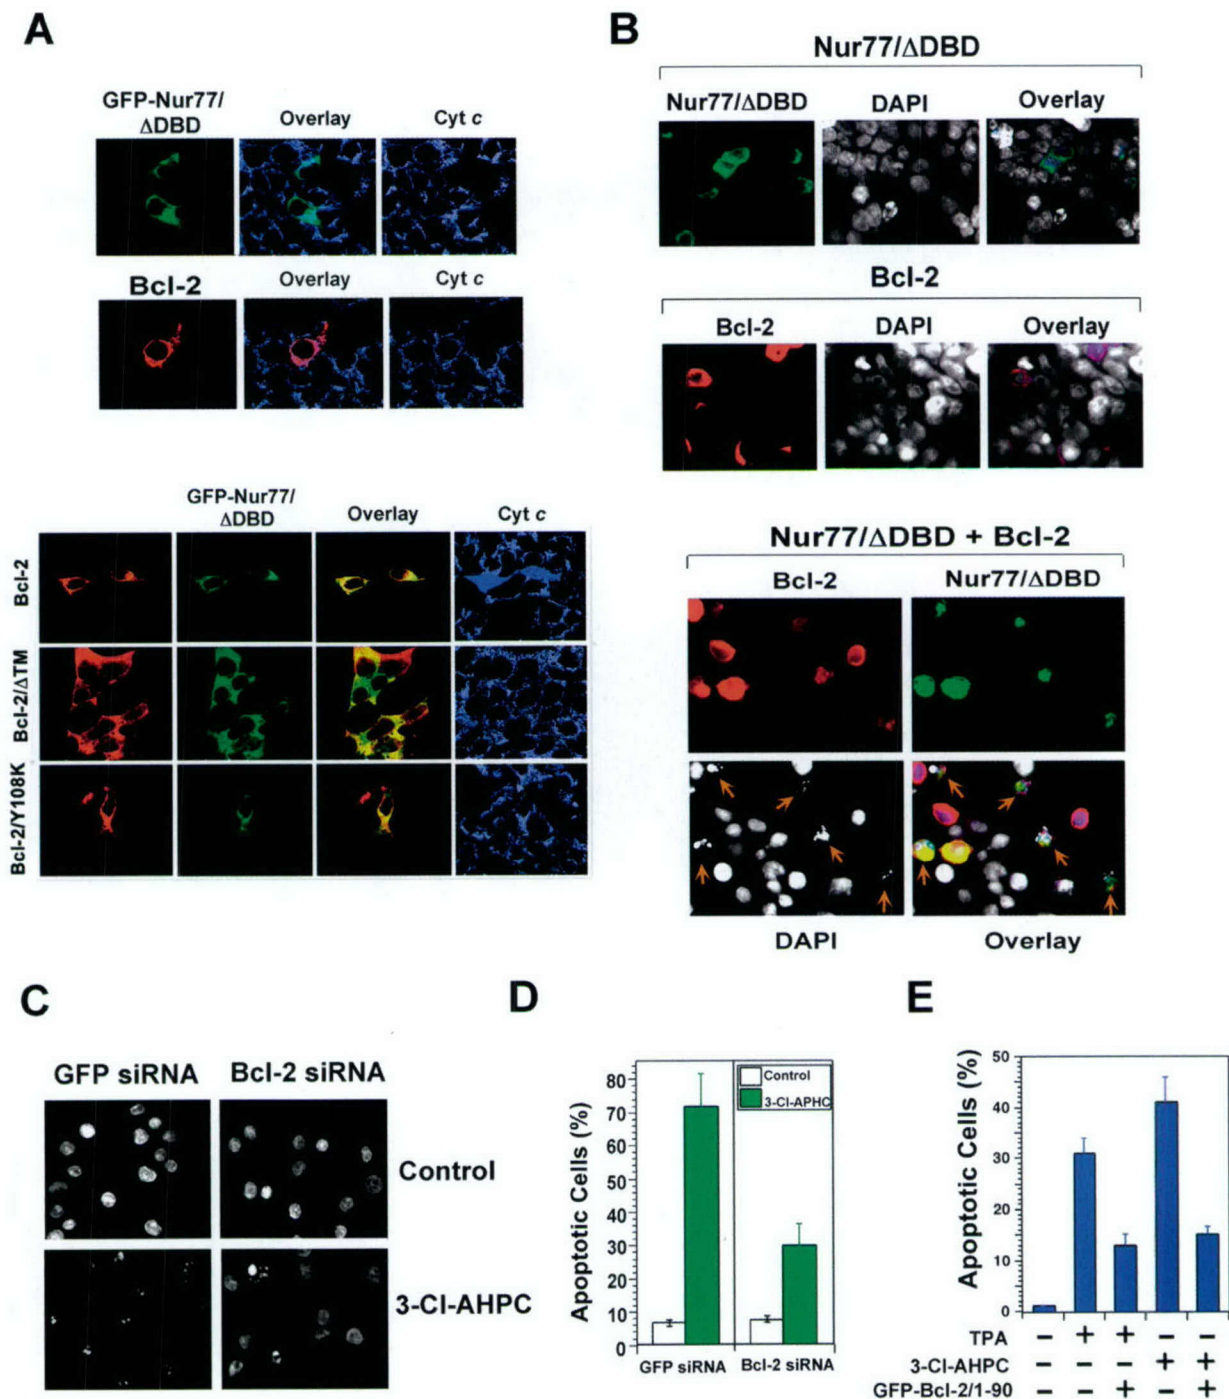 A
GFP-Nur77/
ΔDBD
Overlay
Cyt c
Bcl-2
Overlay
Cyt c
GFP-Nur77/
ΔDBD
Overlay
Cyt c
Bcl-2
Bcl-2/ΔTM
Bcl-2/Y108K
B
Nur77/ΔDBD
Nur77/ΔDBD
DAPI
Overlay
Bcl-2
Bcl-2
DAPI
Overlay
Nur77/ΔDBD + Bcl-2
Bcl-2
Nur77/ΔDBD
DAPI
Overlay
C
GFP siRNA
Bcl-2 siRNA
Control
3-Cl-AHPC
D
Apoptotic Cells (%)
80
70
60
50
40
30
20
10
0
Control
3-Cl-APHC
GFP siRNA
Bcl-2 siRNA
E
Apoptotic Cells (%)
50
40
30
20
10
0
TPA − + + − −
3-Cl-AHPC − − − + +
GFP-Bcl-2/1-90 − − + − +